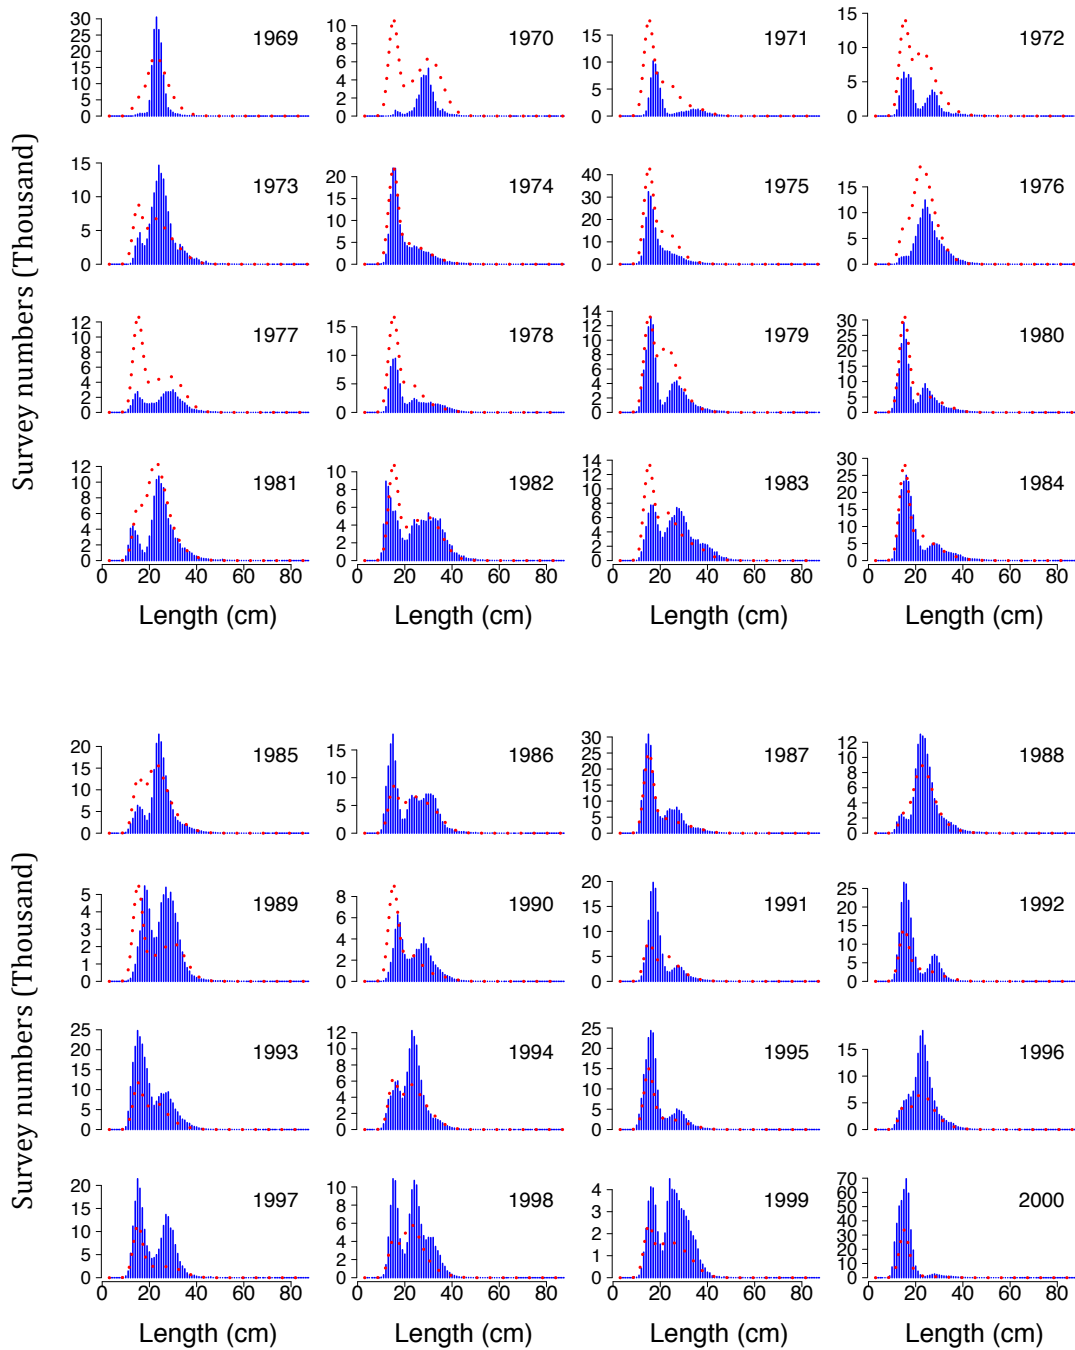 Survey numbers (Thousand)
30 25 20 15 10 5 0 1969
10 8 6 4 2 0 1970
15 10 5 0 1971
15 10 5 0 1972
15 10 5 0 1973
20 15 10 5 0 1974
40 30 20 10 0 1975
15 10 5 0 1976
12 10 8 6 4 2 0 1977
15 10 5 0 1978
14 12 10 8 6 4 2 0 1979
30 25 20 15 10 5 0 1980
12 10 8 6 4 2 0 1981
10 8 6 4 2 0 1982
14 12 10 8 6 4 2 0 1983
30 25 20 15 10 5 0 1984
0 20 40 60 80
0 20 40 60 80
0 20 40 60 80
0 20 40 60 80
Length (cm)
Length (cm)
Length (cm)
Length (cm)
Survey numbers (Thousand)
20 15 10 5 0 1985
15 10 5 0 1986
30 25 20 15 10 5 0 1987
12 10 8 6 4 2 0 1988
5 4 3 2 1 0 1989
8 6 4 2 0 1990
20 15 10 5 0 1991
25 20 15 10 5 0 1992
25 20 15 10 5 0 1993
12 10 8 6 4 2 0 1994
25 20 15 10 5 0 1995
15 10 5 0 1996
20 15 10 5 0 1997
10 8 6 4 2 0 1998
4 3 2 1 0 1999
70 60 50 40 30 20 10 0 2000
0 20 40 60 80
0 20 40 60 80
0 20 40 60 80
0 20 40 60 80
Length (cm)
Length (cm)
Length (cm)
Length (cm)